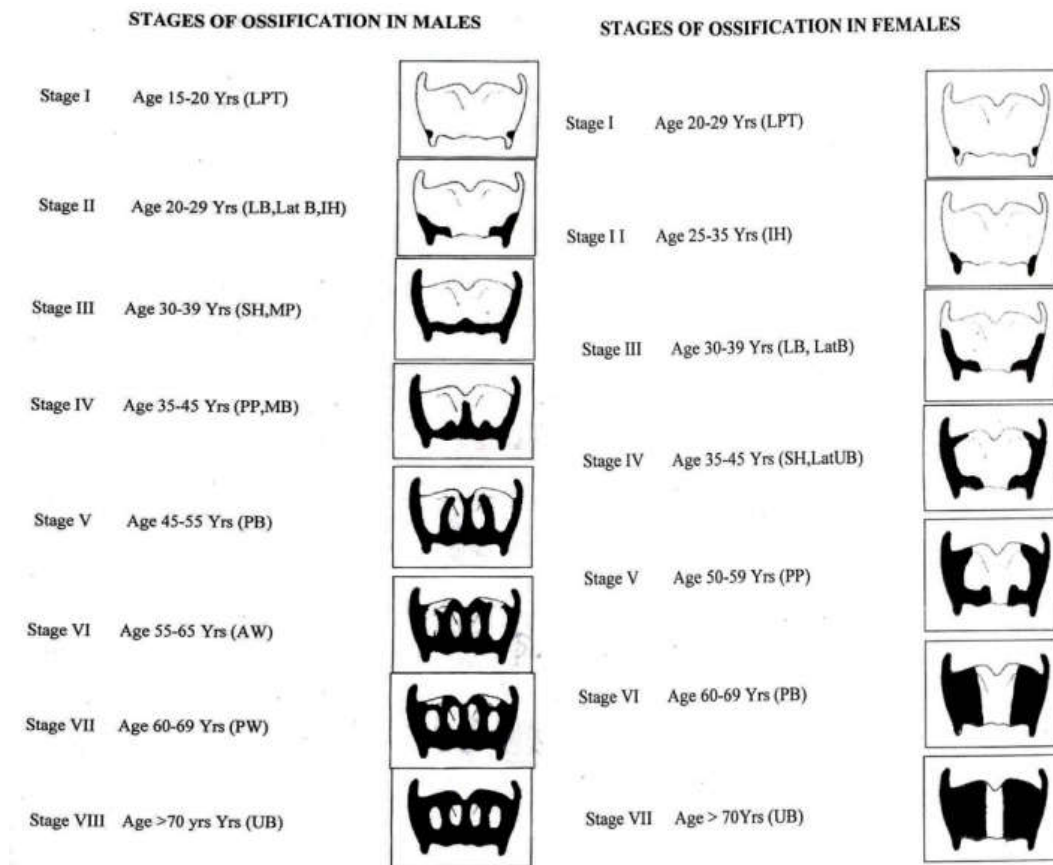 STAGES OF OSSIFICATION IN MALES
Stage I Age 15-20 Yrs (LPT)
Stage II Age 20-29 Yrs (LB,Lat B,IH)
Stage III Age 30-39 Yrs (SH,MP)
Stage IV Age 35-45 Yrs (PP,MB)
Stage V Age 45-55 Yrs (PB)
Stage VI Age 55-65 Yrs (AW)
Stage VII Age 60-69 Yrs (PW)
Stage VIII Age >70 yrs Yrs (UB)
STAGES OF OSSIFICATION IN FEMALES
Stage I Age 20-29 Yrs (LPT)
Stage I I Age 25-35 Yrs (IH)
Stage III Age 30-39 Yrs (LB, LatB)
Stage IV Age 35-45 Yrs (SH,LatUB)
Stage V Age 50-59 Yrs (PP)
Stage VI Age 60-69 Yrs (PB)
Stage VII Age > 70Yrs (UB)